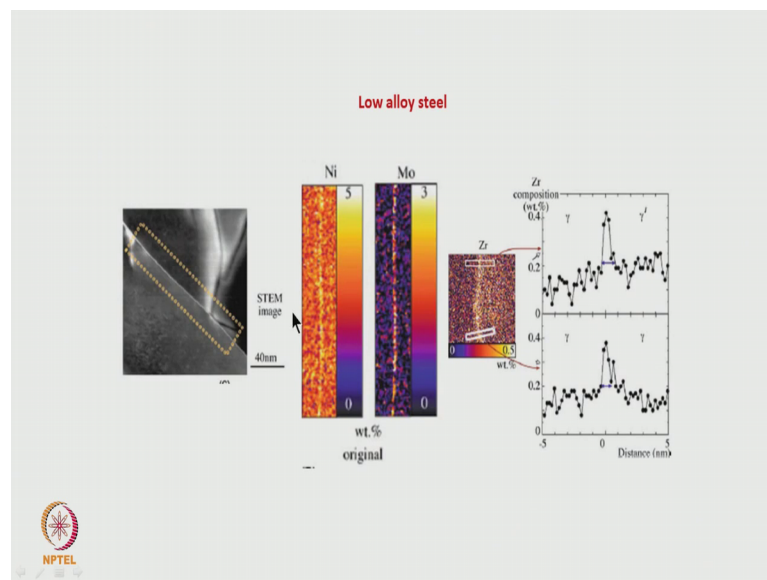 Low alloy steel
Ni
Mo
5
3
0
0
wt.%
original
STEM
image
40nm
Zr
0
0.5
wt.%
Zr
composition
(wt.%)
0.4
0.2
0
γ
γ'
0.4
0.2
0
γ
γ
-5
0
5
Distance (nm)
NPTEL